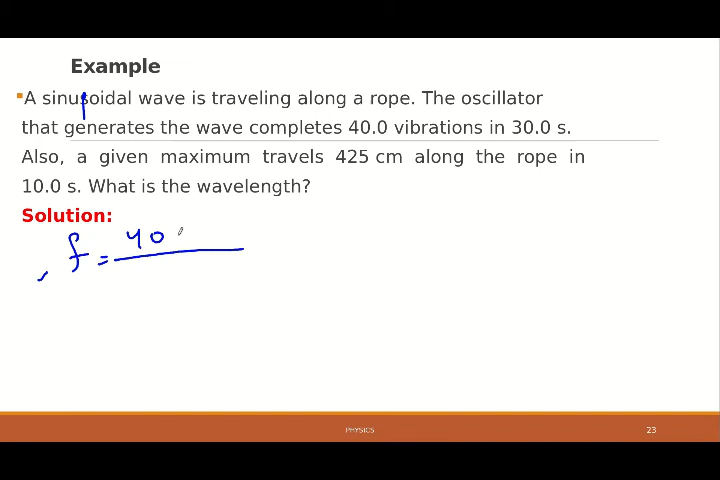 Example
A sinusoidal wave is traveling along a rope. The oscillator
that generates the wave completes 40.0 vibrations in 30.0 s.
Also, a given maximum travels 425 cm along the rope in
10.0 s. What is the wavelength?
Solution:
f = 40
PHYSICS 23